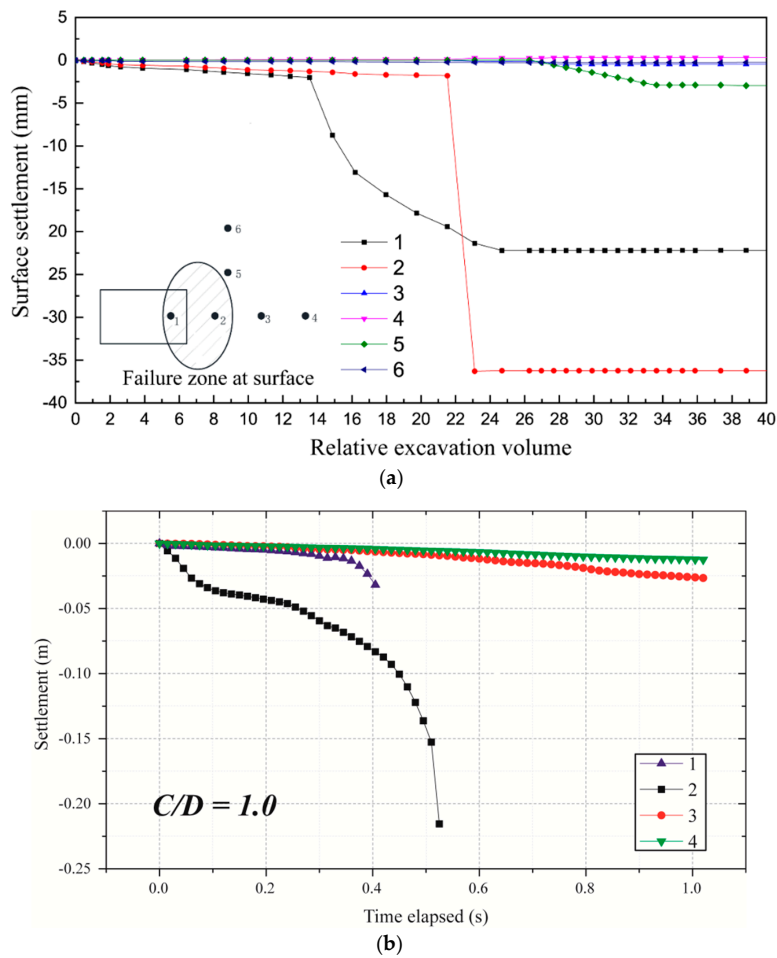 (a)
Surface settlement (mm)
5
0
-5
-10
-15
20
25
-30
-35
-40
1
2
3
4
5
6
6
5
1
2
3
4
Failure zone at surface
0 2 4 6 8 10 12 14 16 18 20 22 24 26 28 30 32 34 36 38 40
Relative excavation volume
(a)
Settlement (m)
0.00
-0.05
-0.10
-0.15
-0.20
-0.25
C/D = 1.0
1
2
3
4
0.0 0.2 0.4 0.6 0.8 1.0
Time elapsed (s)
(b)